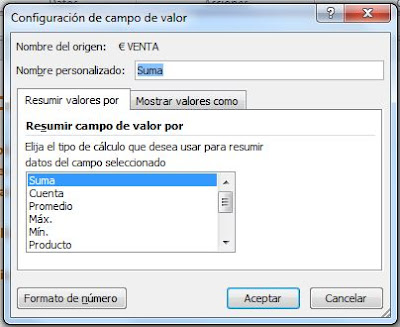 Configuración de campo de valor
Nombre del origen: € VENTA
Nombre personalizado: Suma
Resumir valores por Mostrar valores como
Resumir campo de valor por
Elija el tipo de cálculo que desea usar para resumir
datos del campo seleccionado
Suma
Cuenta
Promedio
Máx.
Mín.
Producto
Formato de número Aceptar Cancelar